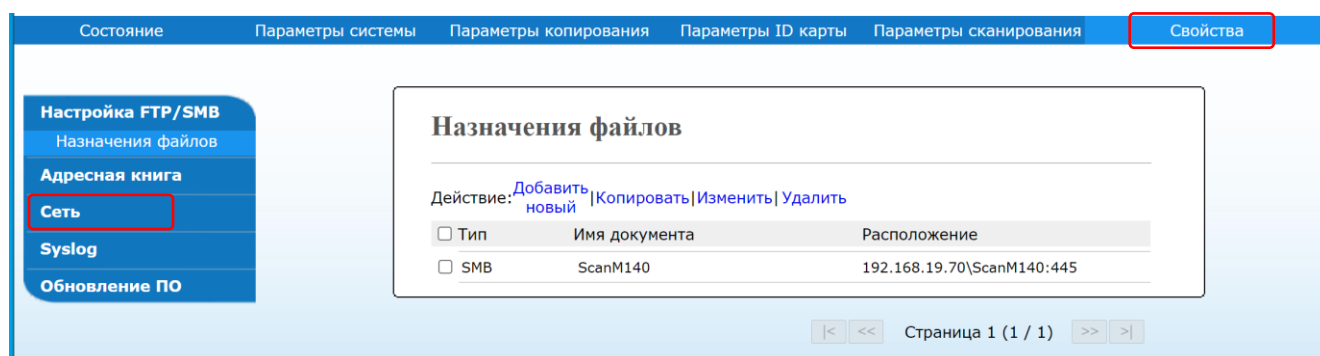 Состояние Параметры системы Параметры копирования Параметры ID карты Параметры сканирования Свойства
Настройка FTP/SMB
Назначения файлов
Адресная книга
Сеть
Syslog
Обновление ПО
Назначения файлов
Действие: Добавить новый |Копировать|Изменить| Удалить
Тип Имя документа Расположение
SMB ScanM140 192.168.19.70\ScanM140:445
|< << Страница 1 (1 / 1) >> >|